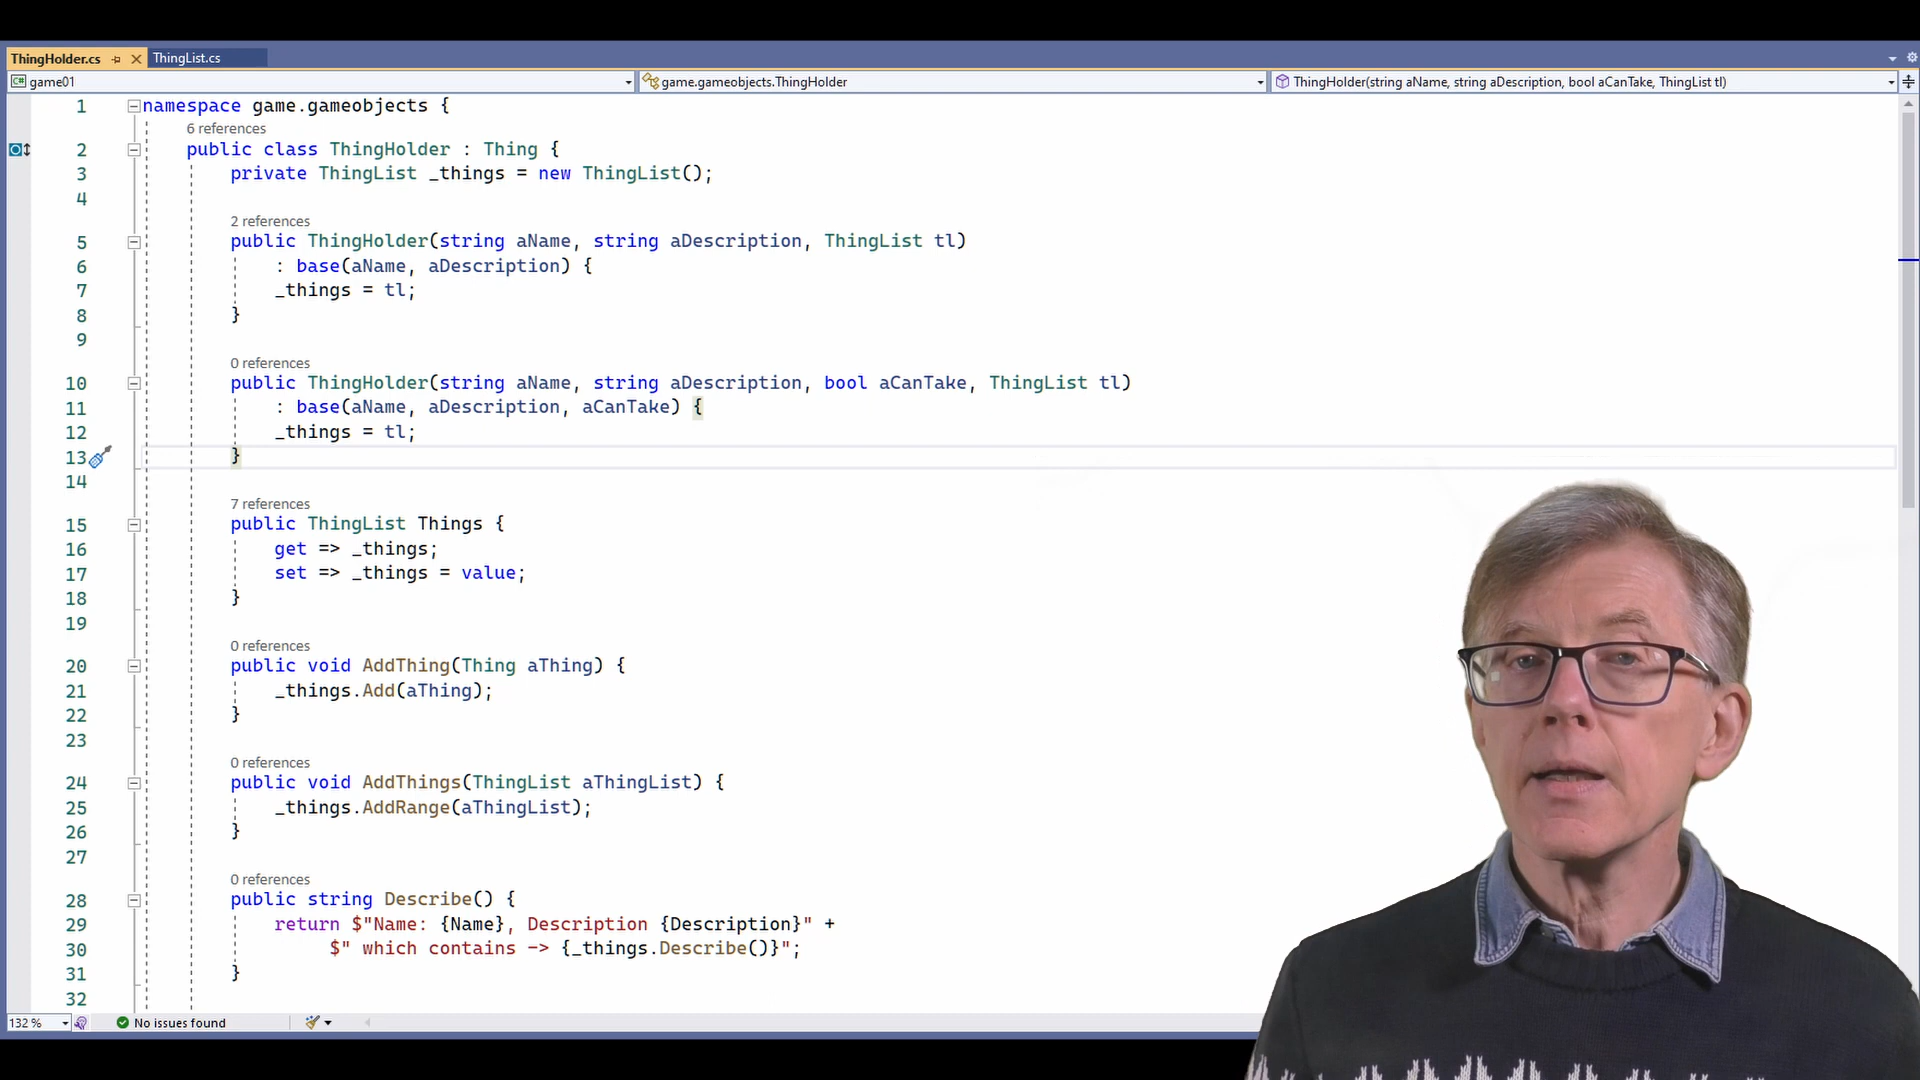 ThingHolder.cs
ThingList.cs
game01
game.gameobjects.ThingHolder
ThingHolder(string aName, string aDescription, bool aCanTake, ThingList tl)
1 namespace game.gameobjects {
6 references
2 public class ThingHolder : Thing {
3 private ThingList _things = new ThingList();
4
2 references
5 public ThingHolder(string aName, string aDescription, ThingList tl)
6 : base(aName, aDescription) {
7 _things = tl;
8 }
9
0 references
10 public ThingHolder(string aName, string aDescription, bool aCanTake, ThingList tl)
11 : base(aName, aDescription, aCanTake) {
12 _things = tl;
13 }
14
7 references
15 public ThingList Things {
16 get => _things;
17 set => _things = value;
18 }
19
0 references
20 public void AddThing(Thing aThing) {
21 _things.Add(aThing);
22 }
23
0 references
24 public void AddThings(ThingList aThingList) {
25 _things.AddRange(aThingList);
26 }
27
0 references
28 public string Describe() {
29 return $"Name: {Name}, Description {Description}" +
30 $" which contains -> {_things.Describe()}";
31 }
32
132 %
No issues found